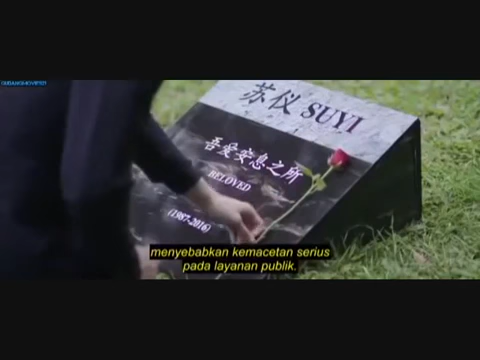 苏仪 SUYI
吾爱安息之所
BELOVED
(1987-2016)
menyebabkan kemacetan serius
pada layanan publik.